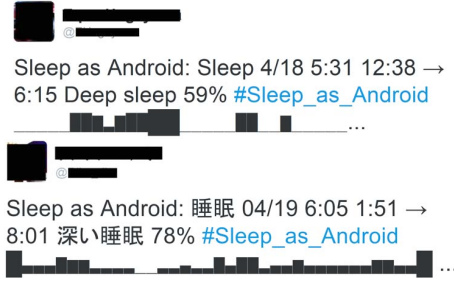 @
Sleep as Android: Sleep 4/18 5:31 12:38 →
6:15 Deep sleep 59% #Sleep_as_Android
...
@
Sleep as Android: 睡眠 04/19 6:05 1:51 →
8:01 深い睡眠 78% #Sleep_as_Android
...